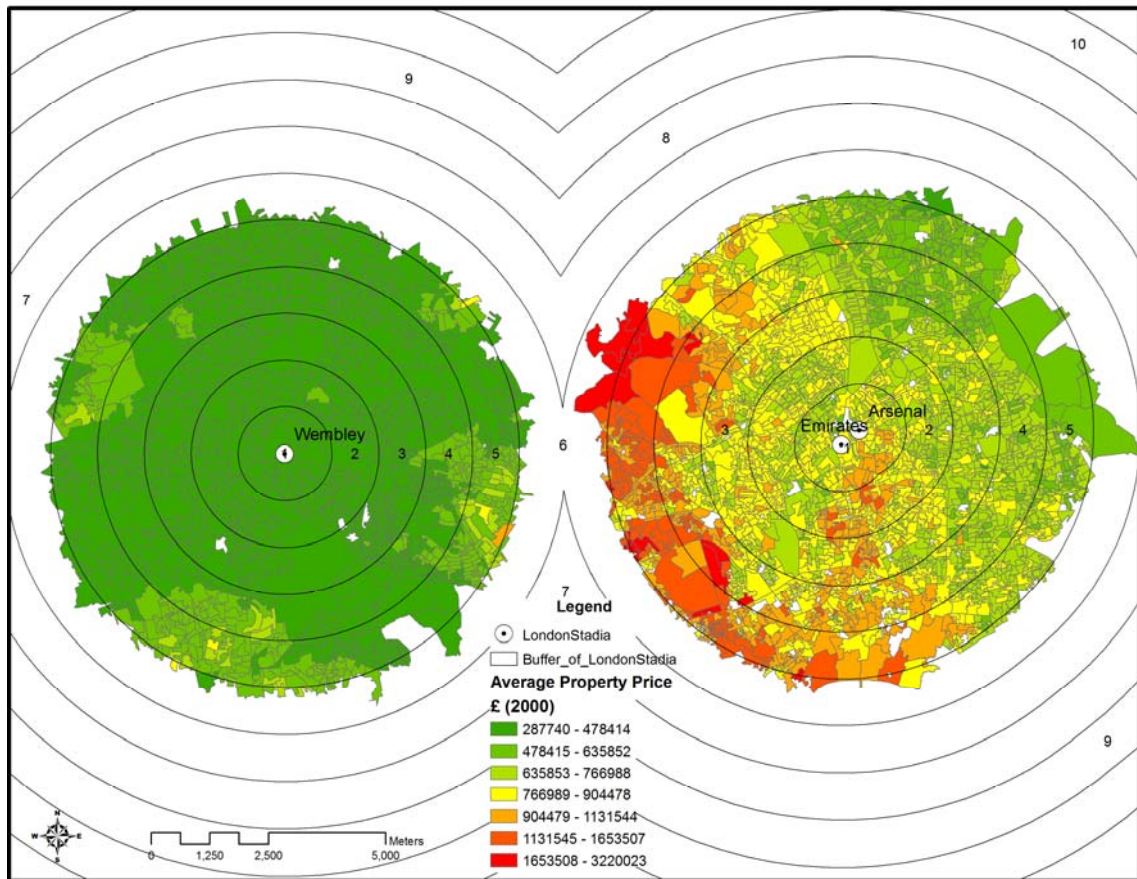 10
9
8
7
Arsenal
Emirates
Wembley
1 2 3 4 5
6
3 1 2 4 5
7
Legend
LondonStadia
Buffer_of_LondonStadia
Average Property Price
£ (2000)
287740 - 478414
478415 - 635852
635853 - 766988
766989 - 904478
904479 - 1131544
1131545 - 1653507
1653508 - 3220023
9
N
W E
S
Meters
0 1,250 2,500 5,000